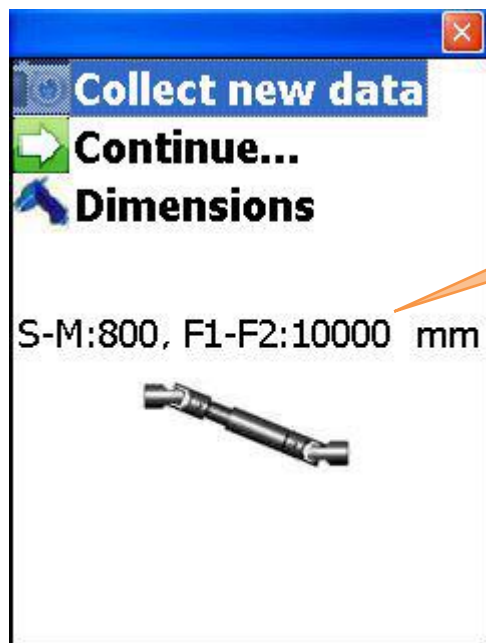 Collect new data
Continue...
Dimensions
S-M:800, F1-F2:10000 mm